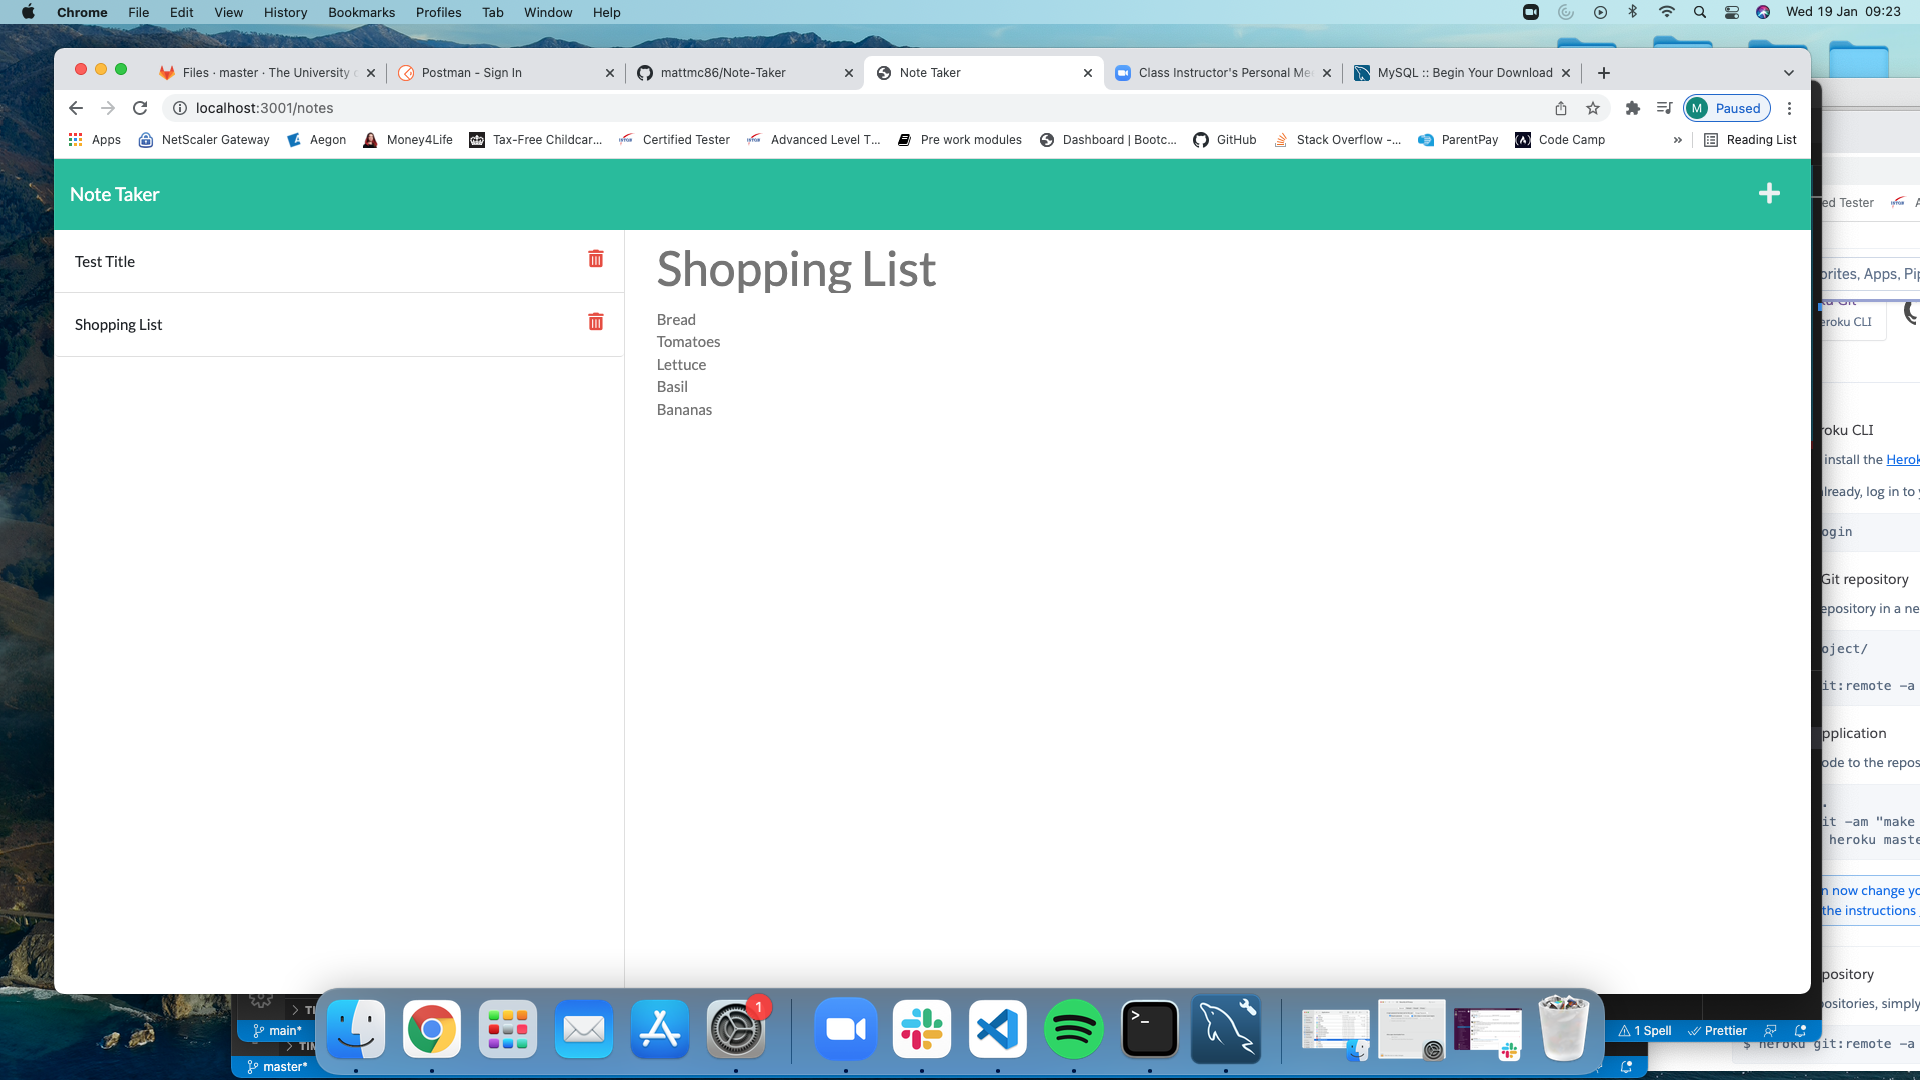 Chrome File Edit View History Bookmarks Profiles Tab Window Help Wed 19 Jan 09:23
Files · master · The University Postman - Sign In mattmc86/Note-Taker Note Taker Class Instructor's Personal Me MySQL :: Begin Your Download
localhost:3001/notes M Paused
Apps NetScaler Gateway Aegon Money4Life Tax-Free Childcar... Certified Tester Advanced Level T... Pre work modules Dashboard | Bootc... GitHub Stack Overflow -... ParentPay Code Camp » Reading List
Note Taker
Test Title
Shopping List
Shopping List
Bread
Tomatoes
Lettuce
Basil
Bananas
ed Tester
orites, Apps, Pip
eroku CLI
roku CLI
install the Herok
already, log in to
ogin
Git repository
epository in a ne
oject/
it:remote -a
pplication
ode to the repos
it -am "make
heroku maste
n now change yo
the instructions
pository
positories, simply
$ heroku git:remote -a
1
>_
main*
master*
1 Spell Prettier